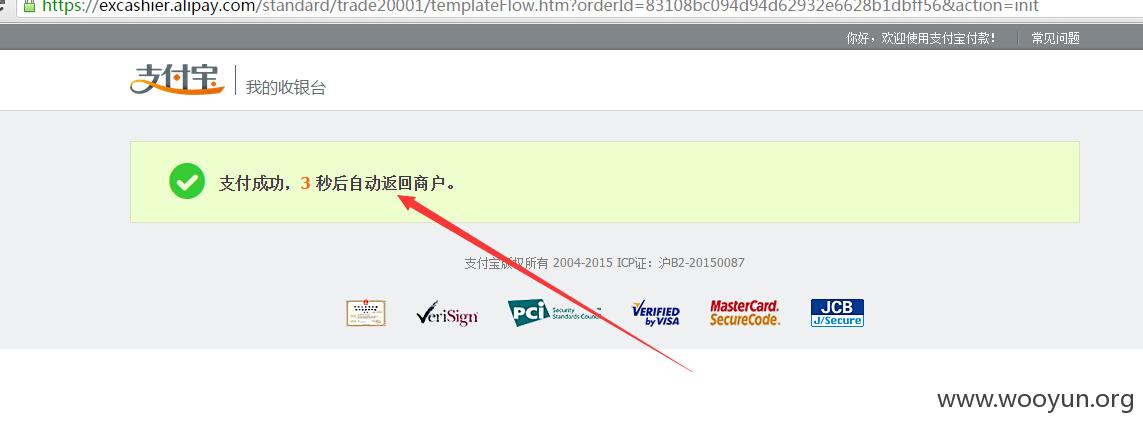 https://excashier.alipay.com/standard/trade20001/templateFlow.htm?orderId=83108bc094d94d62932e6628b1dbff56&action=init
你好，欢迎使用支付宝付款！ 常见问题
支付宝 我的收银台
支付成功，3 秒后自动返回商户。
支付宝版权所有 2004-2015 ICP证：沪B2-20150087
VeriSign PCI Security Standards Council VERIFIED by VISA MasterCard. SecureCode. JCB J/Secure
www.wooyun.org